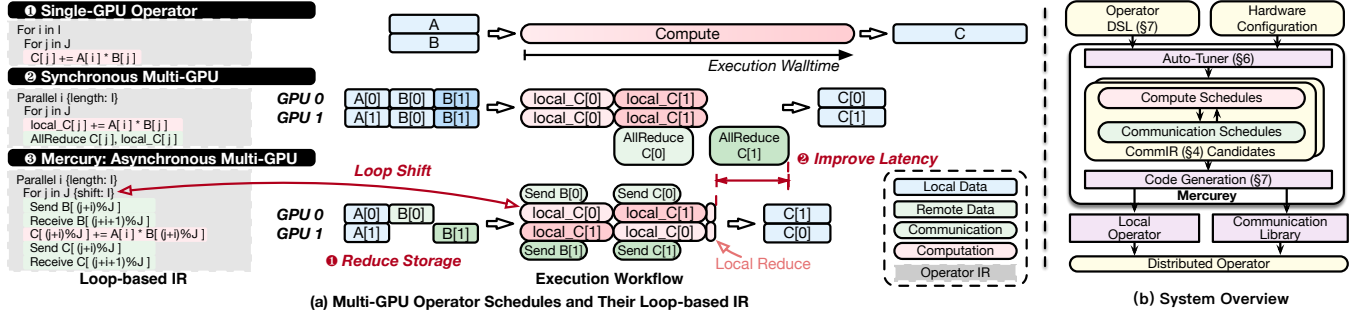 ❶ Single-GPU Operator
For i in I
For j in J
C[ j ] += A[ i ] * B[ j ]
A
B
Compute
C
Execution Walltime
❷ Synchronous Multi-GPU
Parallel i {length: I}
For j in J
local_C[ j ] += A[ i ] * B[ j ]
AllReduce C[ j ], local_C[ j ]
GPU 0
GPU 1
A[0] B[0] B[1]
A[1] B[0] B[1]
local_C[0] local_C[1]
local_C[0] local_C[1]
AllReduce C[0]
AllReduce C[1]
C[0]
C[1]
❸ Mercury: Asynchronous Multi-GPU
Parallel i {length: I}
For j in J {shift: I}
Send B[ (j+i)%J ]
Receive B[ (j+i+1)%J ]
C[ (j+i)%J ] += A[ i ] * B[ (j+i)%J ]
Send C[ (j+i)%J ]
Receive C[ (j+i+1)%J ]
Loop-based IR
Loop Shift
❷ Improve Latency
GPU 0
GPU 1
A[0] B[0]
A[1] B[1]
❶ Reduce Storage
Send B[0] Send C[0]
local_C[0] local_C[1]
local_C[1] local_C[0]
Send B[1] Send C[1]
C[1]
C[0]
Local Reduce
Execution Workflow
Local Data
Remote Data
Communication
Computation
Operator IR
(a) Multi-GPU Operator Schedules and Their Loop-based IR
Operator DSL (§7)
Hardware Configuration
Auto-Tuner (§6)
Compute Schedules
Communication Schedules
CommIR (§4) Candidates
Code Generation (§7)
Mercurey
Local Operator
Communication Library
Distributed Operator
(b) System Overview